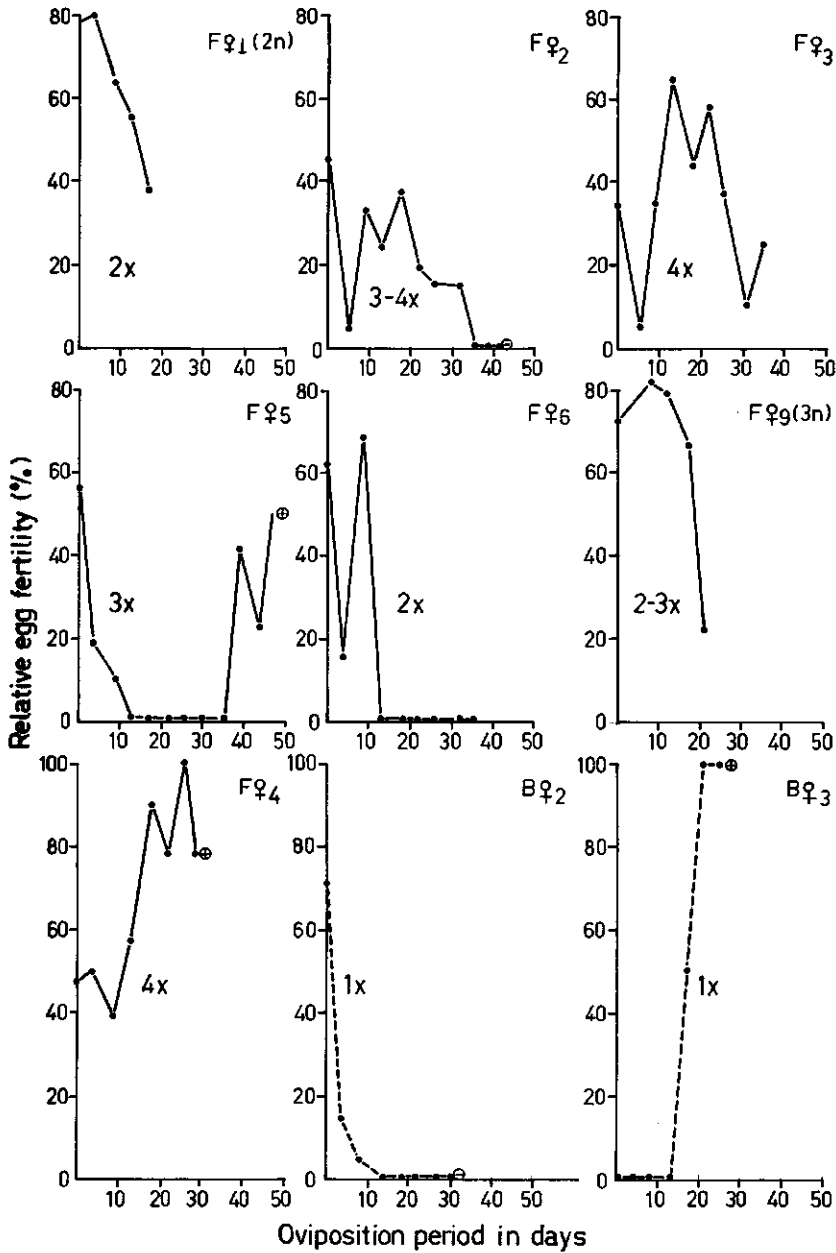 Relative egg fertility (%)
F♀1 (2n)
80
60
40
20
0
2x
10 20 30 40 50
F♀2
80
60
40
20
0
3-4x
10 20 30 40 50
F♀3
80
60
40
20
0
4x
10 20 30 40 50
F♀5
80
60
40
20
0
3x
⊕
10 20 30 40 50
F♀6
80
60
40
20
0
2x
10 20 30 40 50
F♀9(3n)
80
60
40
20
0
2-3x
10 20 30 40 50
F♀4
100
80
60
40
20
0
4x
⊕
10 20 30 40 50
B♀2
100
80
60
40
20
0
1x
10 20 30 40 50
B♀3
100
80
60
40
20
0
1x
⊕
10 20 30 40 50
Oviposition period in days